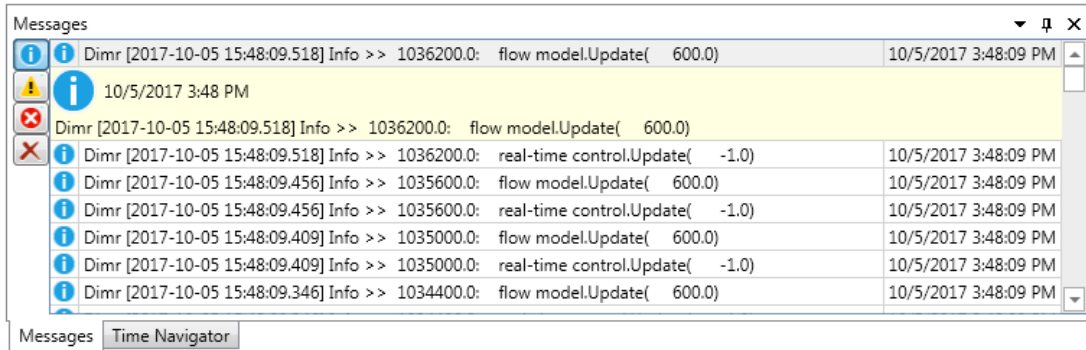 Messages
Dimr [2017-10-05 15:48:09.518] Info >> 1036200.0: flow model.Update( 600.0) 10/5/2017 3:48:09 PM
10/5/2017 3:48 PM
Dimr [2017-10-05 15:48:09.518] Info >> 1036200.0: flow model.Update( 600.0)
Dimr [2017-10-05 15:48:09.518] Info >> 1036200.0: real-time control.Update( -1.0) 10/5/2017 3:48:09 PM
Dimr [2017-10-05 15:48:09.456] Info >> 1035600.0: flow model.Update( 600.0) 10/5/2017 3:48:09 PM
Dimr [2017-10-05 15:48:09.456] Info >> 1035600.0: real-time control.Update( -1.0) 10/5/2017 3:48:09 PM
Dimr [2017-10-05 15:48:09.409] Info >> 1035000.0: flow model.Update( 600.0) 10/5/2017 3:48:09 PM
Dimr [2017-10-05 15:48:09.409] Info >> 1035000.0: real-time control.Update( -1.0) 10/5/2017 3:48:09 PM
Dimr [2017-10-05 15:48:09.346] Info >> 1034400.0: flow model.Update( 600.0) 10/5/2017 3:48:09 PM
Messages Time Navigator